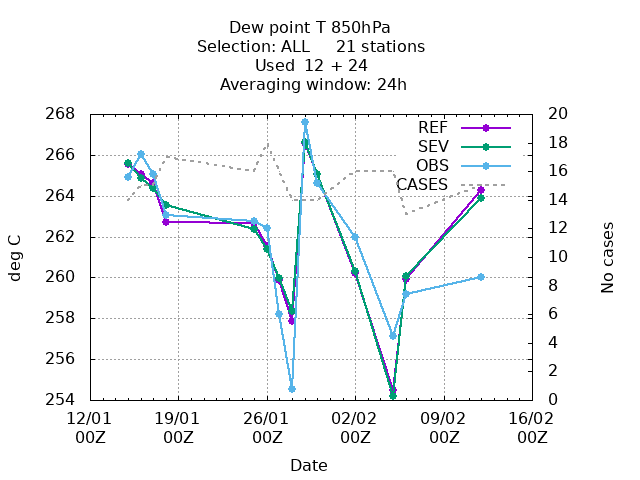 Dew point T 850hPa
Selection: ALL 21 stations
Used 12 + 24
Averaging window: 24h
268
266
264
262
260
258
256
254
deg C
20
18
16
14
12
10
8
6
4
2
0
No cases
REF
SEV
OBS
CASES
12/01 19/01 26/01 02/02 09/02 16/02
00Z 00Z 00Z 00Z 00Z 00Z
Date